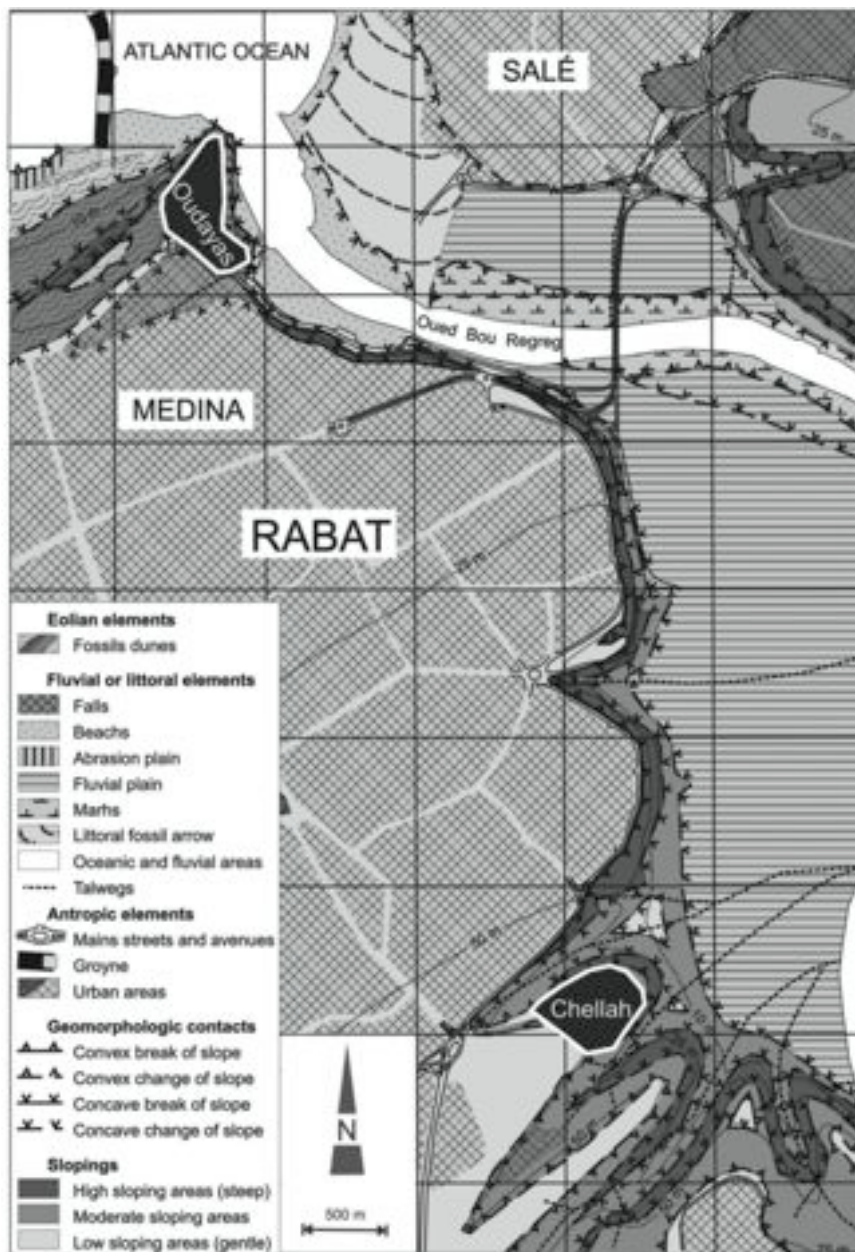 ATLANTIC OCEAN
SALÉ
25 m
Oudayas
Oued Bou Regreg
MEDINA
RABAT
25 m
Eolian elements
Fossils dunes
Fluvial or littoral elements
Falls
Beachs
Abrasion plain
Fluvial plain
Marhs
Littoral fossil arrow
Oceanic and fluvial areas
Talwegs
Antropic elements
Mains streets and avenues
Groyne
Urban areas
Geomorphologic contacts
Convex break of slope
Convex change of slope
Concave break of slope
Concave change of slope
Slopings
High sloping areas (steep)
Moderate sloping areas
Low sloping areas (gentle)
50 m
Chellah
N
500 m